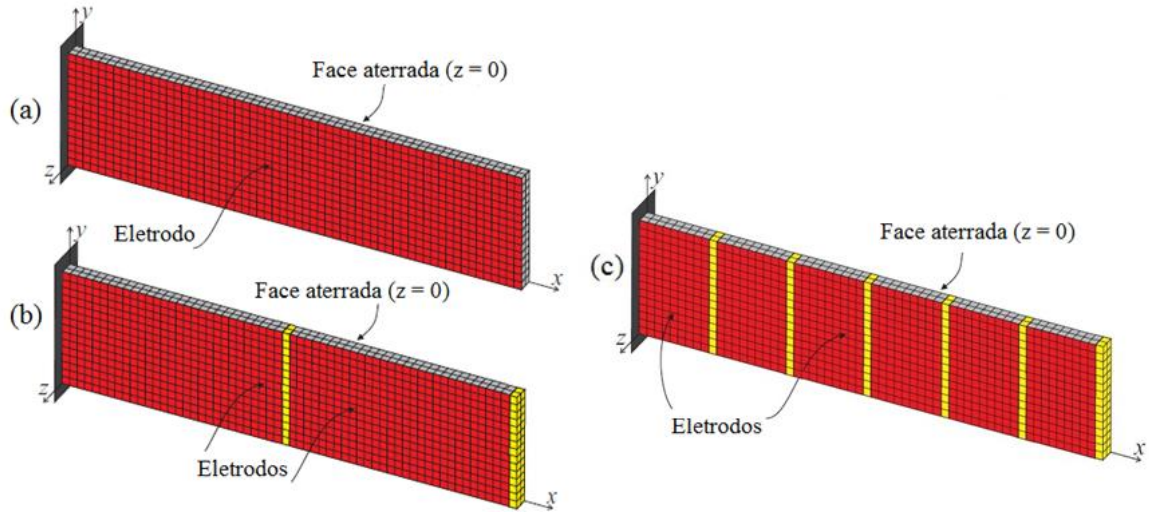 y
Face aterrada (z = 0)
(a)
z
Eletrodo
x
y
Face aterrada (z = 0)
(b)
z
Eletrodos
x
y
Face aterrada (z = 0)
(c)
z
Eletrodos
x